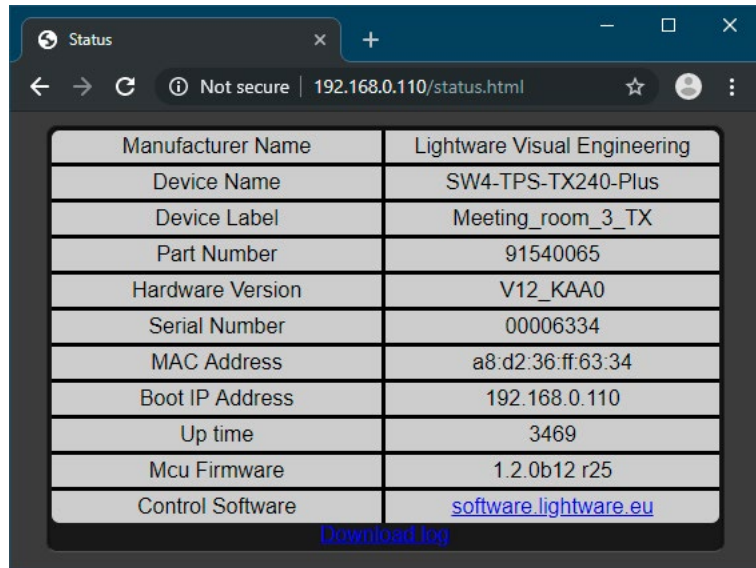 Status
Not secure | 192.168.0.110/status.html
Manufacturer Name Lightware Visual Engineering
Device Name SW4-TPS-TX240-Plus
Device Label Meeting_room_3_TX
Part Number 91540065
Hardware Version V12_KAA0
Serial Number 00006334
MAC Address a8:d2:36:ff:63:34
Boot IP Address 192.168.0.110
Up time 3469
Mcu Firmware 1.2.0b12 r25
Control Software software.lightware.eu
Download log